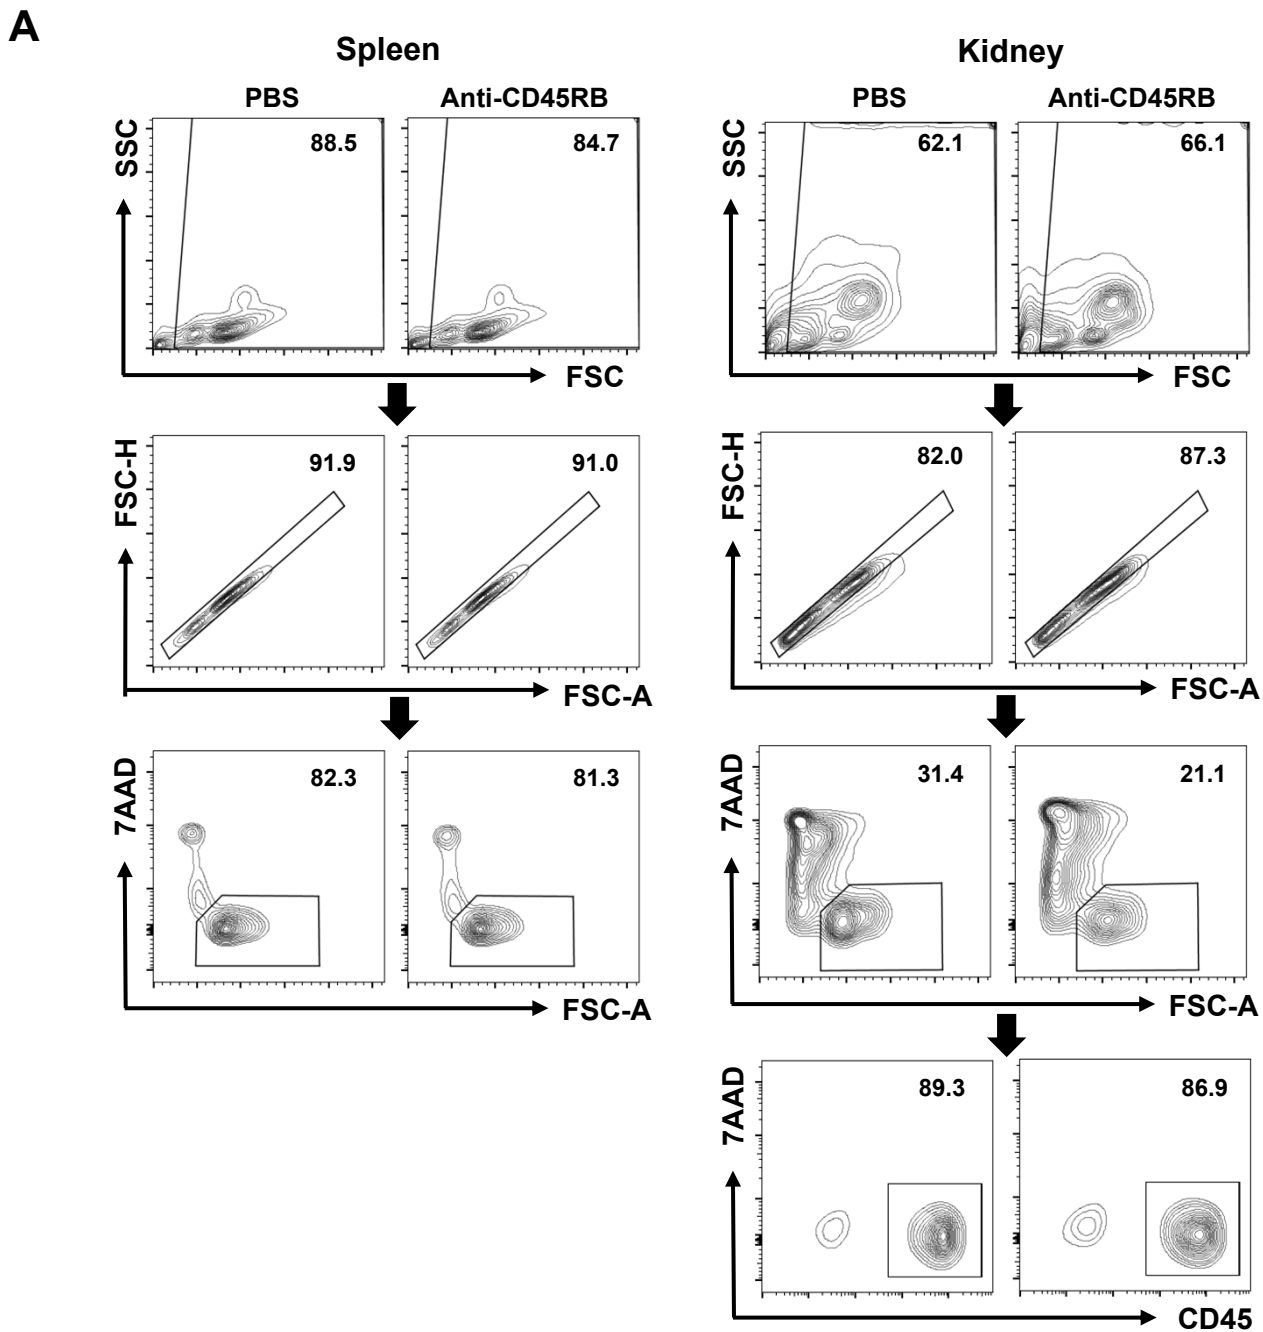 A
Spleen
Kidney
PBS
Anti-CD45RB
PBS
Anti-CD45RB
SSC
88.5
84.7
SSC
62.1
66.1
FSC
FSC
FSC-H
91.9
91.0
FSC-H
82.0
87.3
FSC-A
FSC-A
7AAD
82.3
81.3
7AAD
31.4
21.1
FSC-A
FSC-A
7AAD
89.3
86.9
CD45